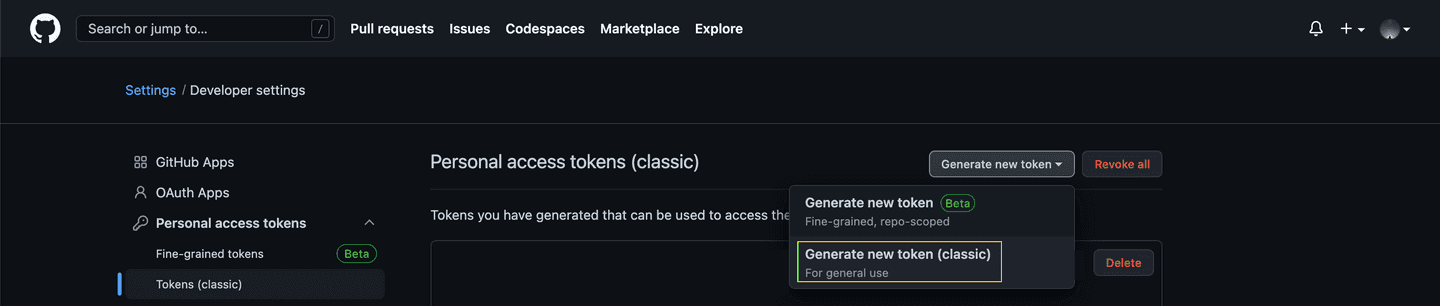 Search or jump to... /
Pull requests Issues Codespaces Marketplace Explore
Settings / Developer settings
GitHub Apps
OAuth Apps
Personal access tokens
Fine-grained tokens Beta
Tokens (classic)
Personal access tokens (classic)
Generate new token
Revoke all
Generate new token Beta
Fine-grained, repo-scoped
Tokens you have generated that can be used to access the
Generate new token (classic)
For general use
Delete